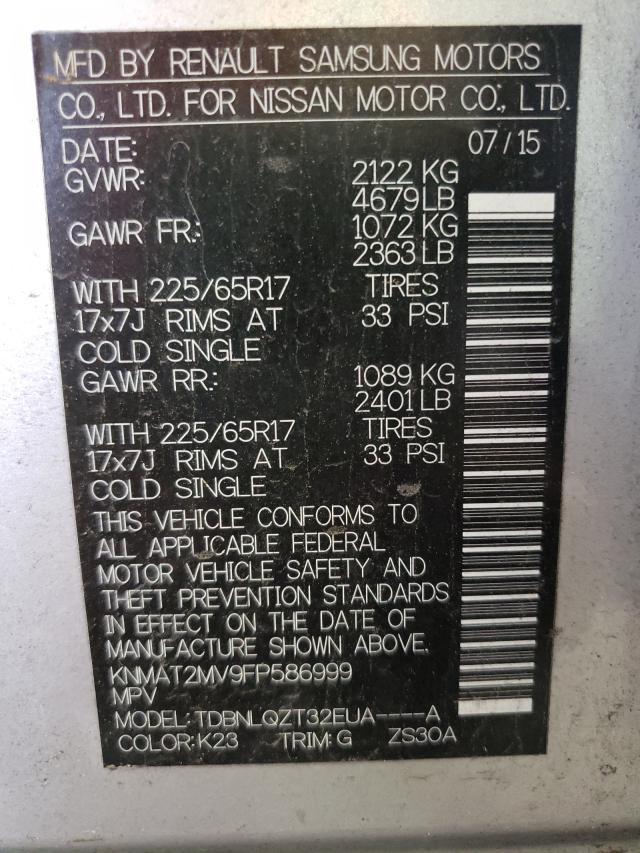 MFD BY RENAULT SAMSUNG MOTORS
CO., LTD. FOR NISSAN MOTOR CO., LTD.
DATE: 07/15
GVWR: 2122 KG
4679 LB
GAWR FR.: 1072 KG
2363 LB
WITH 225/65R17 TIRES
17x7J RIMS AT 33 PSI
COLD SINGLE
GAWR RR.: 1089 KG
2401 LB
WITH 225/65R17 TIRES
17x7J RIMS AT 33 PSI
COLD SINGLE
THIS VEHICLE CONFORMS TO
ALL APPLICABLE FEDERAL
MOTOR VEHICLE SAFETY AND
THEFT PREVENTION STANDARDS
IN EFFECT ON THE DATE OF
MANUFACTURE SHOWN ABOVE.
KNMAT2MV9FP586999
MPV
MODEL: TDBNLQZT32EUA----A
COLOR: K23 TRIM: G ZS30A